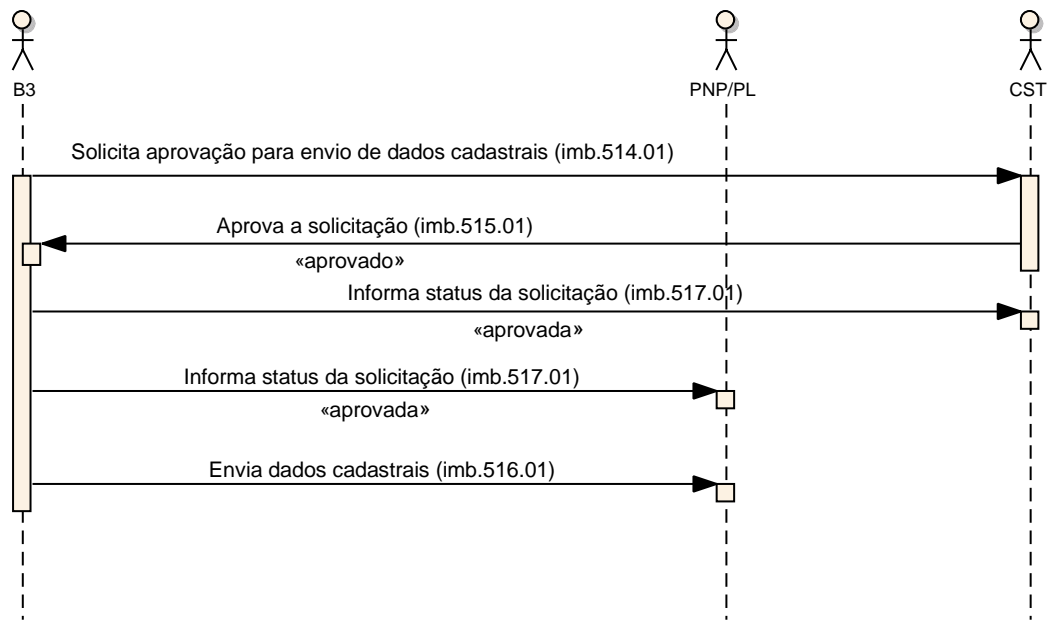 B3
PNP/PL
CST
Solicita aprovação para envio de dados cadastrais (imb.514.01)
Aprova a solicitação (imb.515.01)
«aprovado»
Informa status da solicitação (imb.517.01)
«aprovada»
Informa status da solicitação (imb.517.01)
«aprovada»
Envia dados cadastrais (imb.516.01)